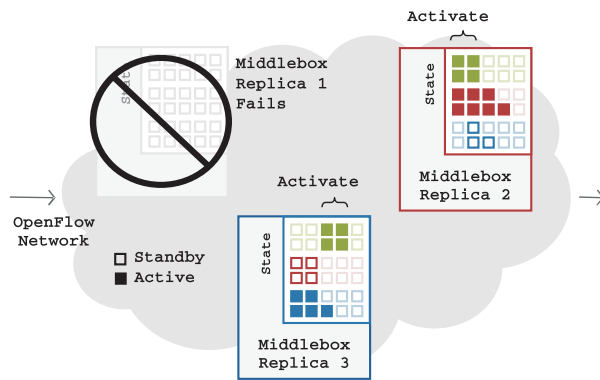 Activate
Middlebox
Replica 1
Fails
State
State
Middlebox
Replica 2
Activate
OpenFlow
Network
Standby
Active
State
Middlebox
Replica 3